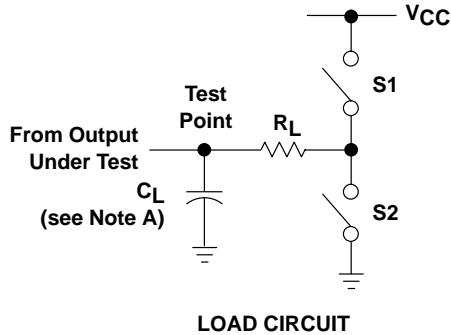 VCC
S1
Test
Point
RL
From Output
Under Test
CL
(see Note A)
S2
LOAD CIRCUIT